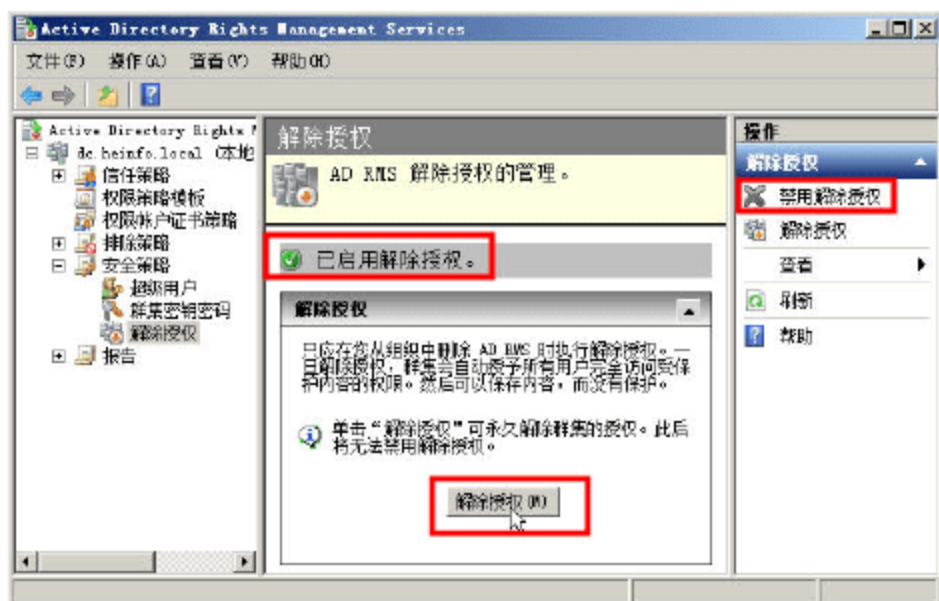 Active Directory Rights Management Services
文件(F) 操作(A) 查看(V) 帮助(H)
Active Directory Rights M
dc.heinfo.local (本地
信任策略
权限策略模板
权限帐户证书策略
排除策略
安全策略
超级用户
群集密钥密码
解除授权
报告
解除授权
AD RMS 解除授权的管理。
已启用解除授权。
解除授权
只应在您从组织中删除 AD RMS 时执行解除授权。一
旦解除授权，群集会自动授予所有用户完全访问受保
护内容的权限。然后可以保存内容，而没有保护。
单击“解除授权”可永久解除群集的授权。此后
将无法禁用解除授权。
解除授权(M)
操作
解除授权
禁用解除授权
解除授权
查看
刷新
帮助